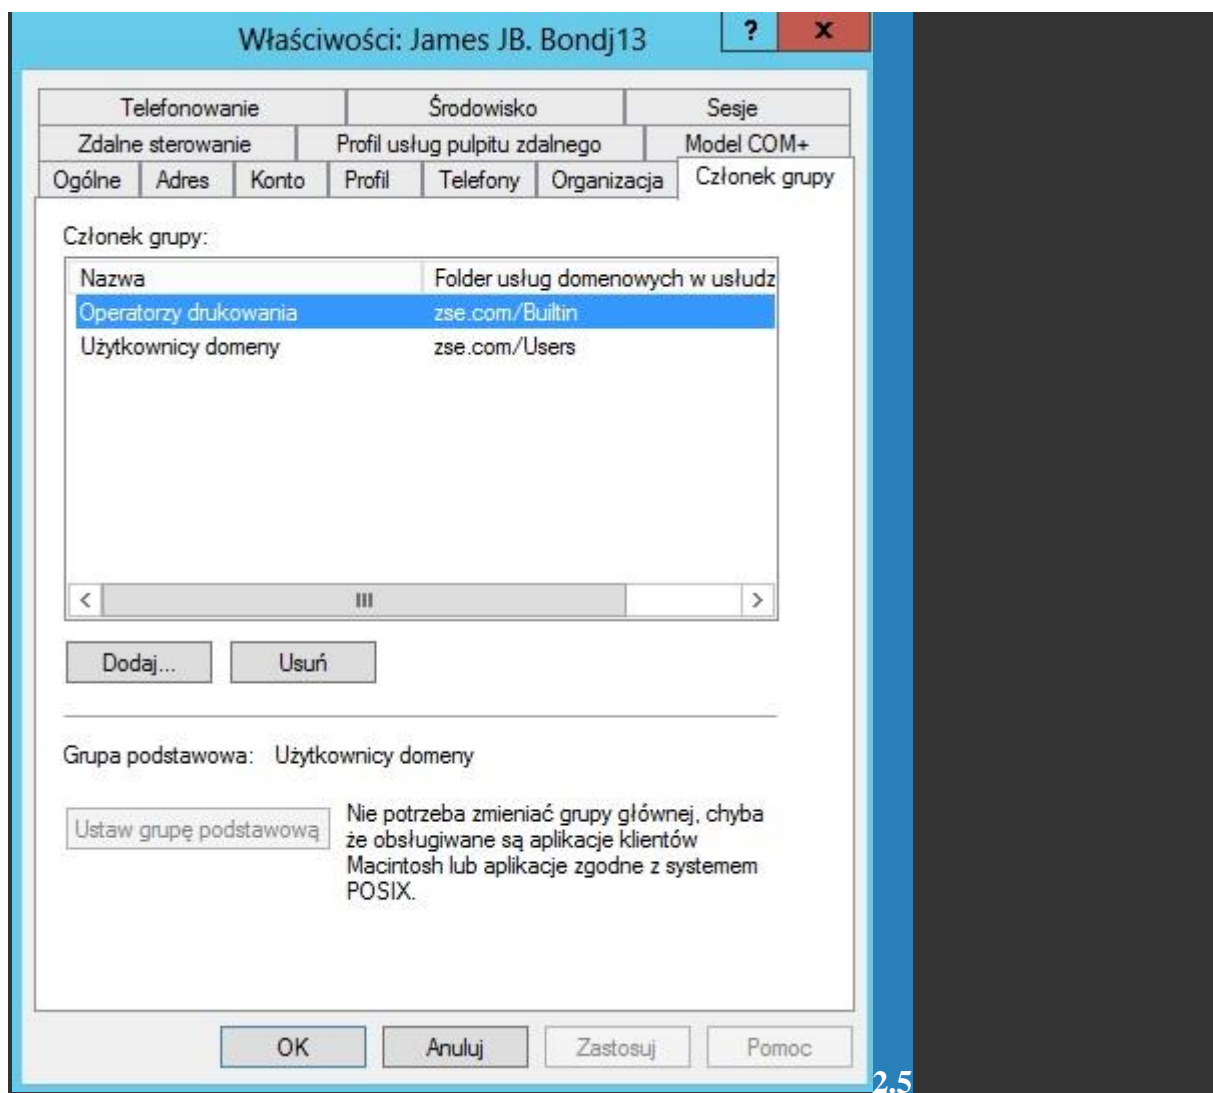 Właściwości: James JB. Bondj13
?
x
Telefonowanie
Środowisko
Sesje
Zdalne sterowanie
Profil usług pulpitu zdalnego
Model COM+
Ogólne
Adres
Konto
Profil
Telefony
Organizacja
Członek grupy
Członek grupy:
Nazwa
Folder usług domenowych w usłudz
Operatorzy drukowania
zse.com/Builtin
Użytkownicy domeny
zse.com/Users
Dodaj...
Usuń
Grupa podstawowa: Użytkownicy domeny
Ustaw grupę podstawową
Nie potrzeba zmieniać grupy głównej, chyba
że obsługiwane są aplikacje klientów
Macintosh lub aplikacje zgodne z systemem
POSIX.
OK
Anuluj
Zastosuj
Pomoc
2.5